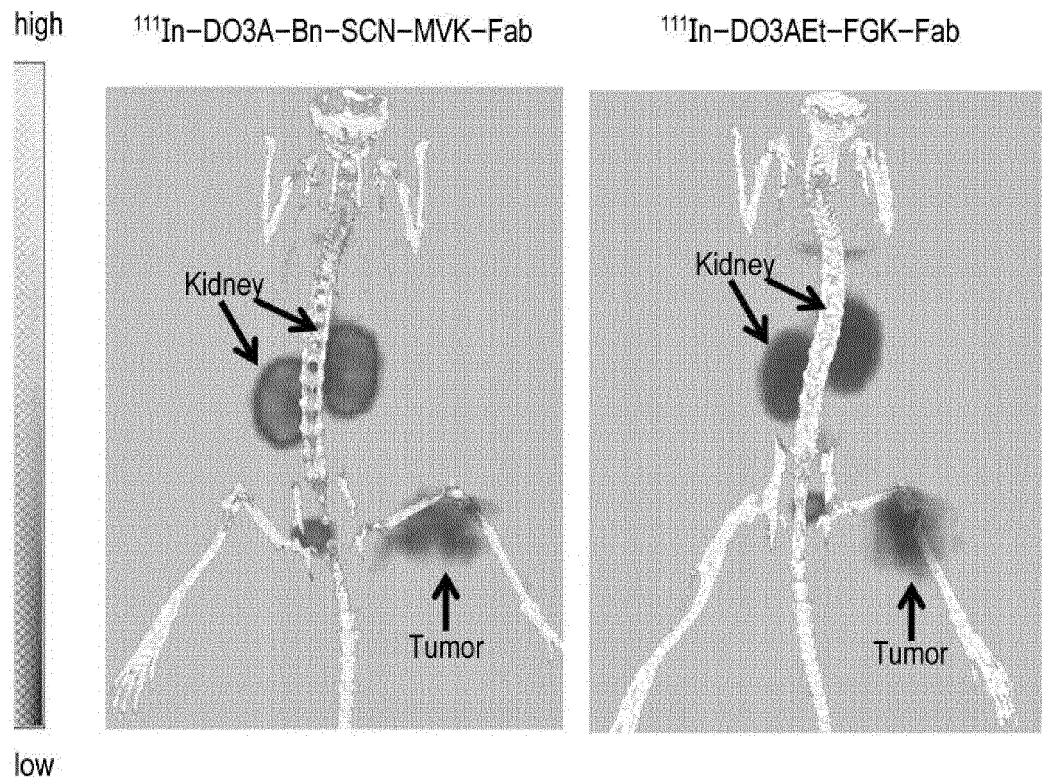 high
¹¹¹In−DO3A−Bn−SCN−MVK−Fab
¹¹¹In−DO3AEt−FGK−Fab
Kidney
Kidney
Tumor
Tumor
low